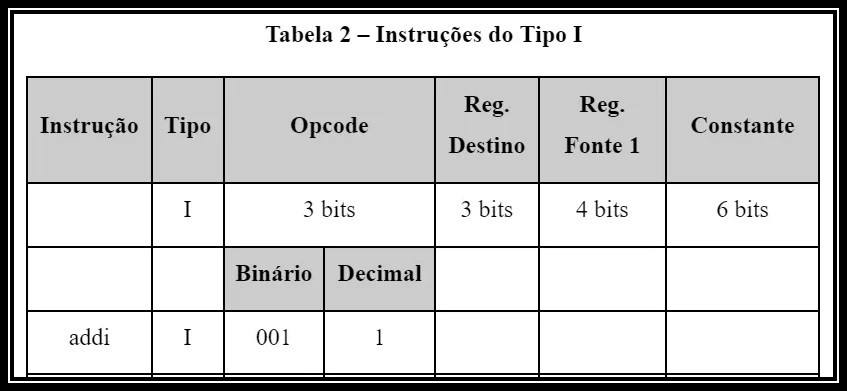 Tabela 2 – Instruções do Tipo I
Instrução Tipo Opcode Reg. Destino Reg. Fonte 1 Constante
I 3 bits 3 bits 4 bits 6 bits
Binário Decimal
addi I 001 1